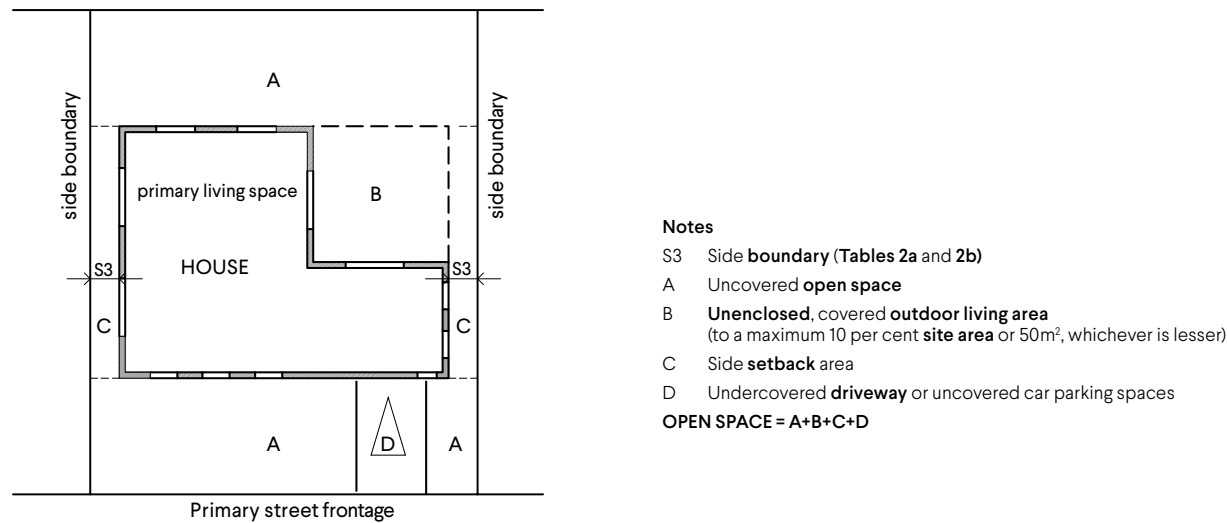 A
side boundary
side boundary
primary living space
B
HOUSE
S3
S3
C
C
A
D
A
Primary street frontage
Notes
S3 Side boundary (Tables 2a and 2b)
A Uncovered open space
B Unenclosed, covered outdoor living area
(to a maximum 10 per cent site area or 50m², whichever is lesser)
C Side setback area
D Undercovered driveway or uncovered car parking spaces
OPEN SPACE = A+B+C+D